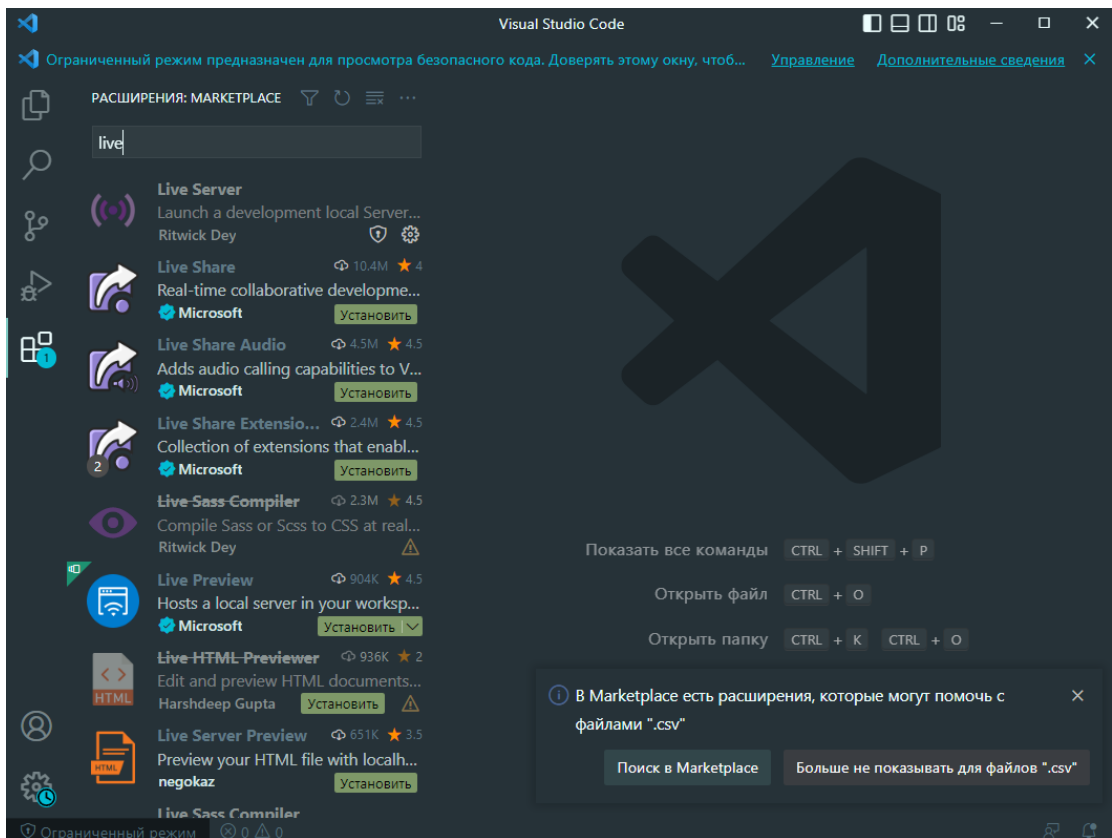 Visual Studio Code
Ограниченный режим предназначен для просмотра безопасного кода. Доверять этому окну, чтоб... Управление Дополнительные сведения
РАСШИРЕНИЯ: MARKETPLACE
live
Live Server
Launch a development local Server...
Ritwick Dey
Live Share 10.4M 4
Real-time collaborative developme...
Microsoft Установить
Live Share Audio 4.5M 4.5
Adds audio calling capabilities to V...
Microsoft Установить
Live Share Extensio... 2.4M 4.5
Collection of extensions that enabl...
2 Microsoft Установить
Live Sass Compiler 2.3M 4.5
Compile Sass or Scss to CSS at real...
Ritwick Dey
Live Preview 904K 4.5
Hosts a local server in your worksp...
Microsoft Установить
Live HTML Previewer 936K 2
Edit and preview HTML documents...
HTML Harshdeep Gupta Установить
Live Server Preview 651K 3.5
Preview your HTML file with localh...
HTML negokaz Установить
Live Sass Compiler
1
Показать все команды CTRL + SHIFT + P
Открыть файл CTRL + O
Открыть папку CTRL + K CTRL + O
В Marketplace есть расширения, которые могут помочь с
файлами ".csv"
Поиск в Marketplace Больше не показывать для файлов ".csv"
Ограниченный режим 0 0